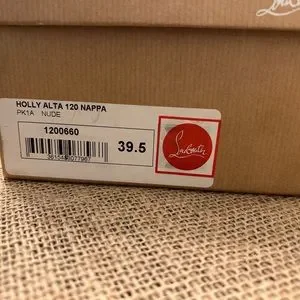 HOLLY ALTA 120 NAPPA
PK1A NUDE
1200660
39.5
Louboutin